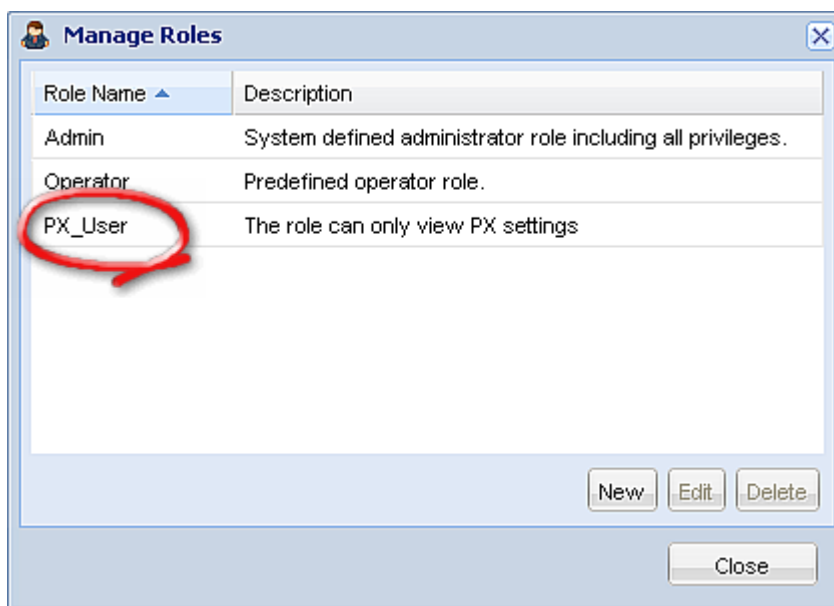 Manage Roles
Role Name Description
Admin System defined administrator role including all privileges.
Operator Predefined operator role.
PX_User The role can only view PX settings
New Edit Delete
Close